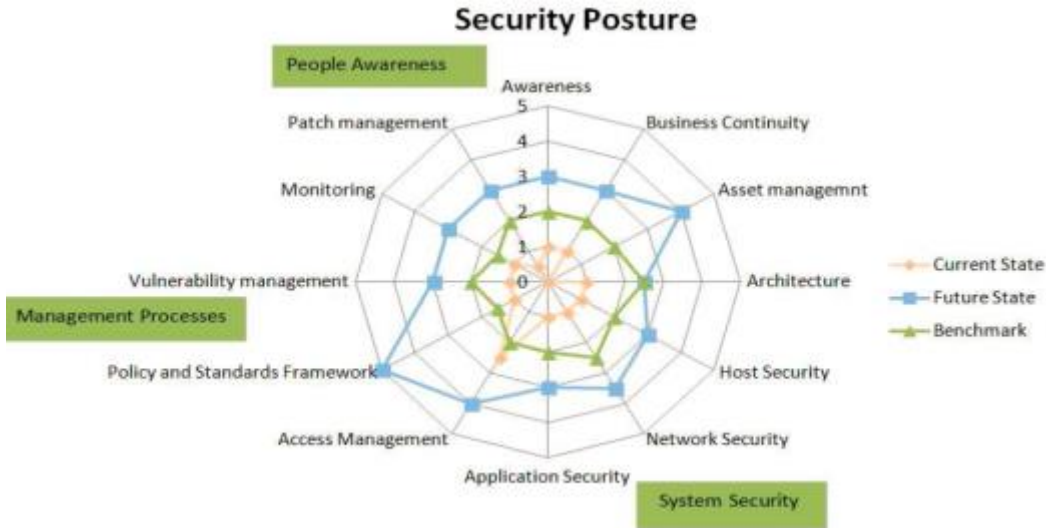 Security Posture
People Awareness
Awareness
Patch management
Business Continuity
Monitoring
Asset managemnt
Vulnerability management
Architecture
Management Processes
Policy and Standards Framework
Host Security
Access Management
Network Security
Application Security
System Security
5
4
3
2
1
0
Current State
Future State
Benchmark